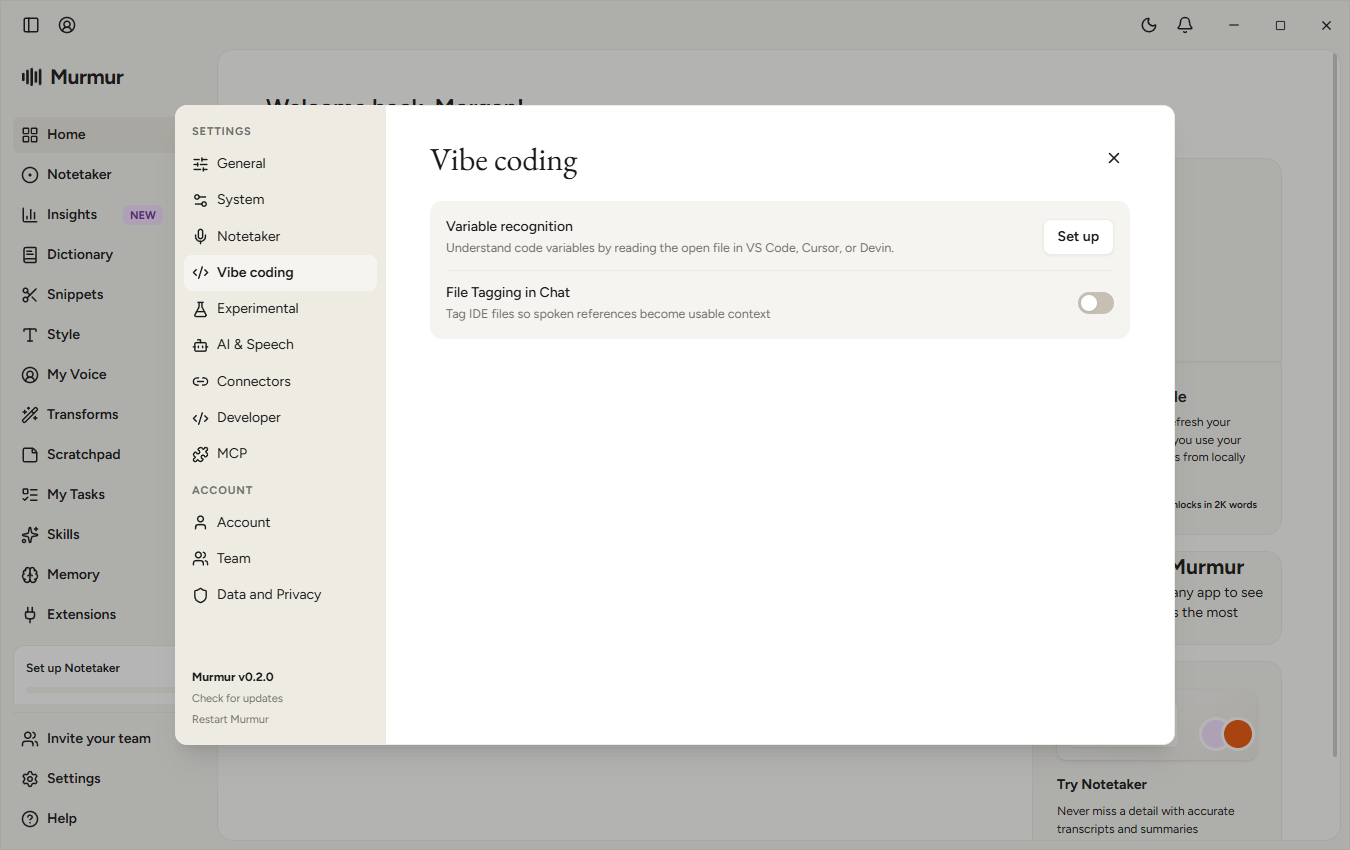 Murmur
Home
Notetaker
Insights NEW
Dictionary
Snippets
Style
My Voice
Transforms
Scratchpad
My Tasks
Skills
Memory
Extensions
Set up Notetaker
Invite your team
Settings
Help
SETTINGS
General
System
Notetaker
Vibe coding
Experimental
AI & Speech
Connectors
Developer
MCP
ACCOUNT
Account
Team
Data and Privacy
Murmur v0.2.0
Check for updates
Restart Murmur
Vibe coding
Variable recognition
Understand code variables by reading the open file in VS Code, Cursor, or Devin.
Set up
File Tagging in Chat
Tag IDE files so spoken references become usable context
your
you use your
from locally
in 2K words
Murmur
any app to see
the most
Try Notetaker
Never miss a detail with accurate
transcripts and summaries